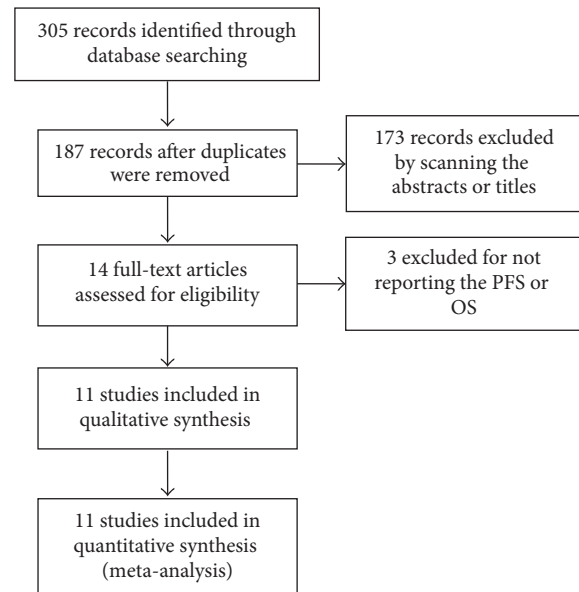 305 records identified through
database searching
187 records after duplicates
were removed
173 records excluded
by scanning the
abstracts or titles
14 full-text articles
assessed for eligibility
3 excluded for not
reporting the PFS or
OS
11 studies included in
qualitative synthesis
11 studies included in
quantitative synthesis
(meta-analysis)